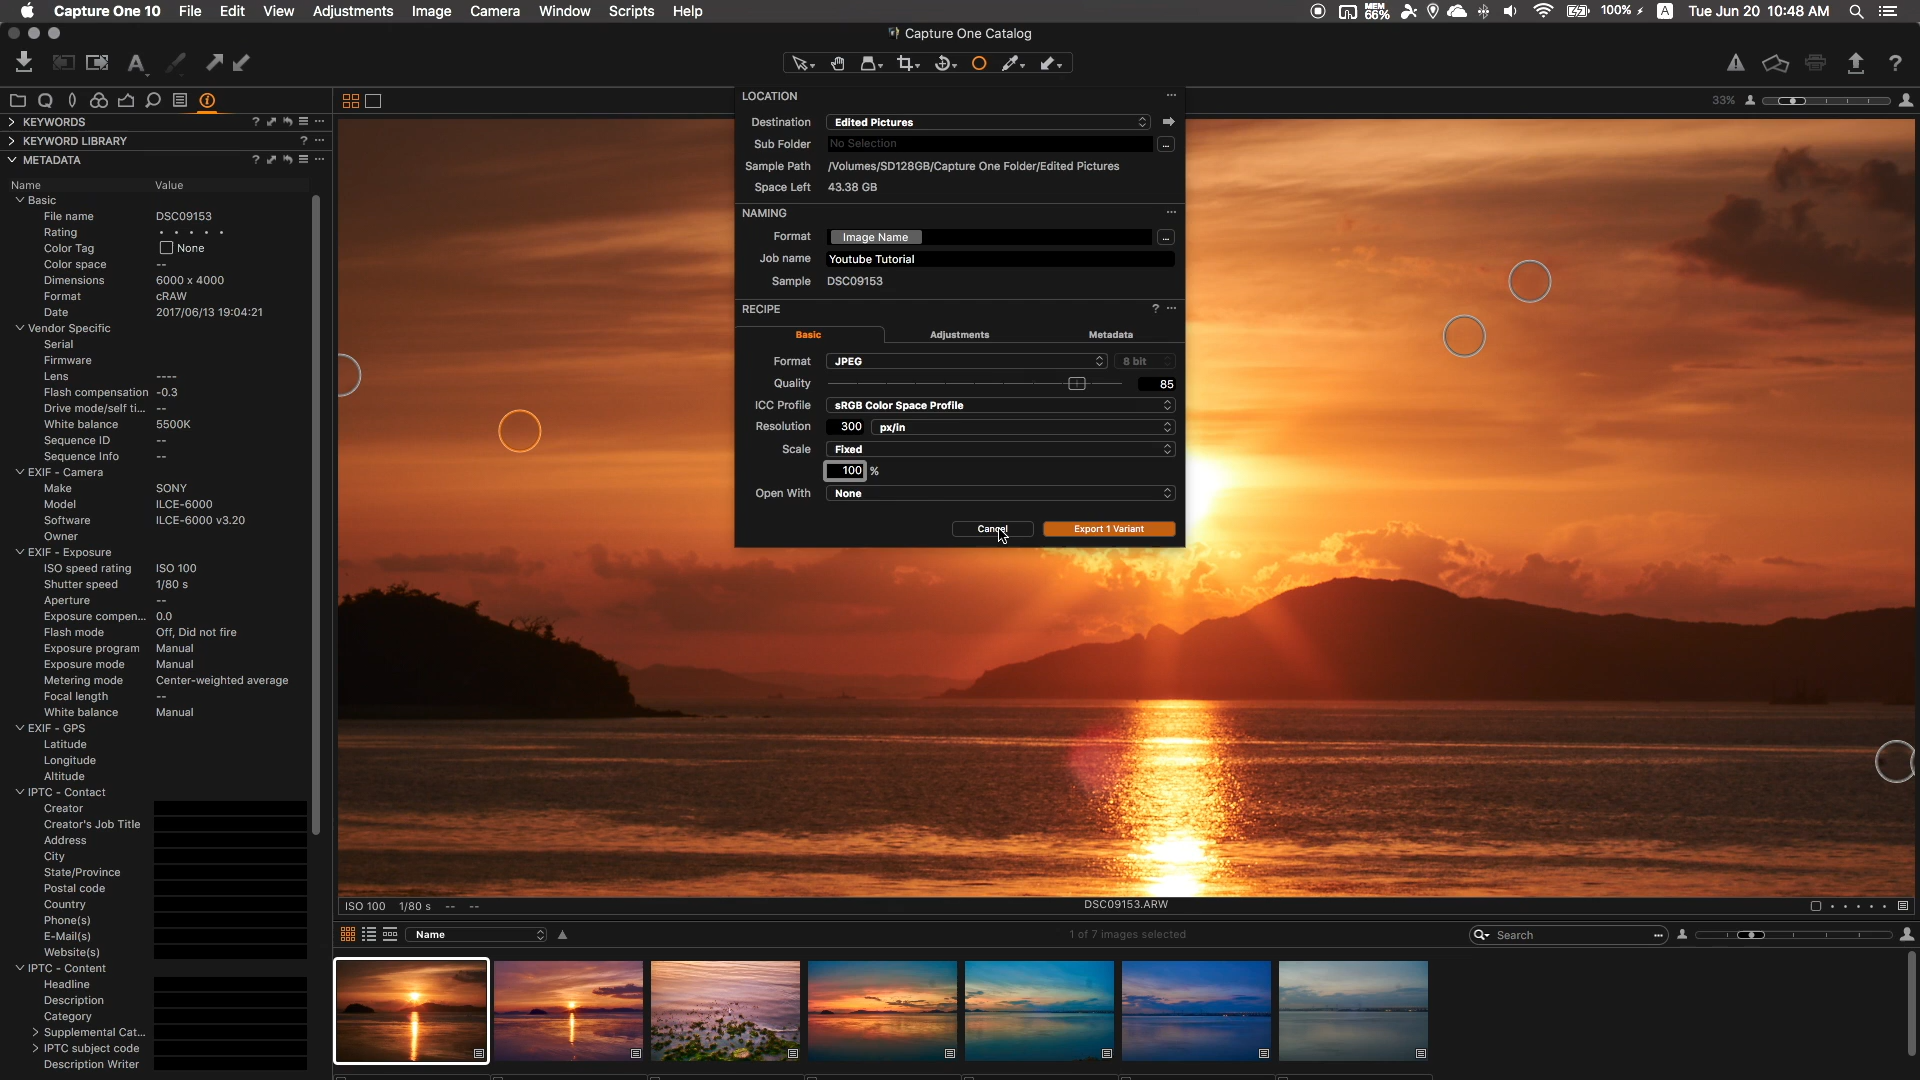 Capture One 10 File Edit View Adjustments Image Camera Window Scripts Help MEM 66% 100% A Tue Jun 20 10:48 AM
Capture One Catalog
A ?
33%
KEYWORDS ? ...
KEYWORD LIBRARY ? ...
METADATA ? ...
Name Value
Basic
File name DSC09153
Rating
Color Tag None
Color space --
Dimensions 6000 x 4000
Format cRAW
Date 2017/06/13 19:04:21
Vendor Specific
Serial
Firmware
Lens ----
Flash compensation -0.3
Drive mode/self ti... --
White balance 5500K
Sequence ID --
Sequence Info --
EXIF - Camera
Make SONY
Model ILCE-6000
Software ILCE-6000 v3.20
Owner
EXIF - Exposure
ISO speed rating ISO 100
Shutter speed 1/80 s
Aperture --
Exposure compen... 0.0
Flash mode Off, Did not fire
Exposure program Manual
Exposure mode Manual
Metering mode Center-weighted average
Focal length --
White balance Manual
EXIF - GPS
Latitude
Longitude
Altitude
IPTC - Contact
Creator
Creator's Job Title
Address
City
State/Province
Postal code
Country
Phone(s)
E-Mail(s)
Website(s)
IPTC - Content
Headline
Description
Category
Supplemental Cat...
IPTC subject code
Description Writer
LOCATION ...
Destination Edited Pictures
Sub Folder No Selection ...
Sample Path /Volumes/SD128GB/Capture One Folder/Edited Pictures
Space Left 43.38 GB
NAMING ...
Format Image Name ...
Job name Youtube Tutorial
Sample DSC09153
RECIPE ? ...
Basic Adjustments Metadata
Format JPEG 8 bit
Quality 85
ICC Profile sRGB Color Space Profile
Resolution 300 px/in
Scale Fixed
100 %
Open With None
Cancel Export 1 Variant
ISO 100 1/80 s -- -- DSC09153.ARW
Name 1 of 7 images selected Search ...